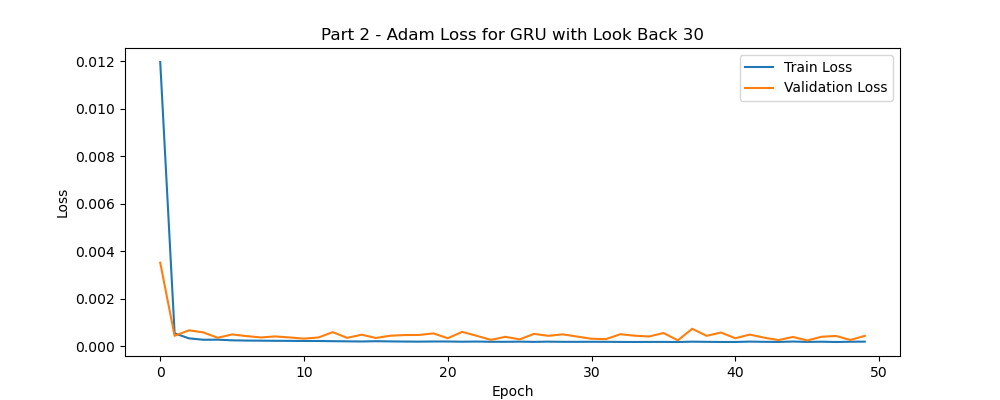 Part 2 - Adam Loss for GRU with Look Back 30
Train Loss
Validation Loss
0.012
0.010
0.008
0.006
0.004
0.002
0.000
Loss
0 10 20 30 40 50
Epoch